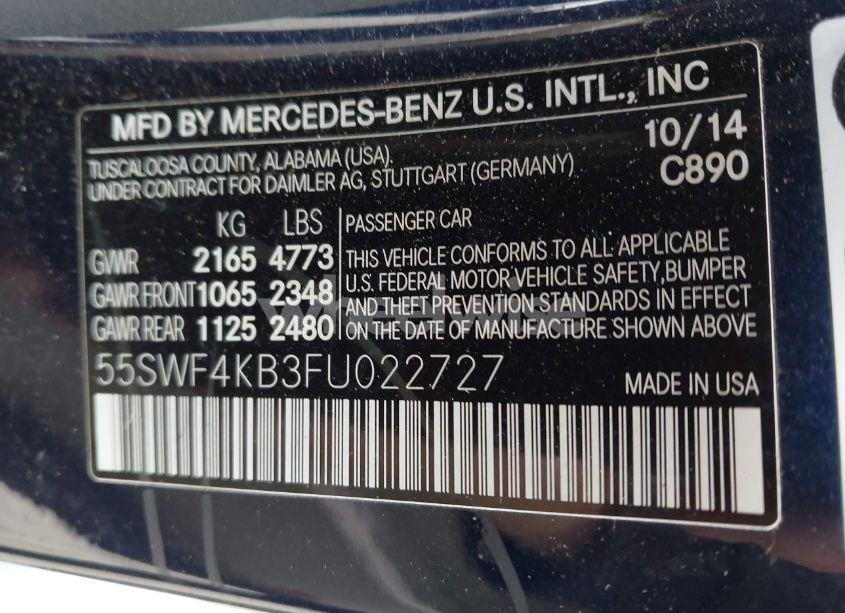 MFD BY MERCEDES-BENZ U.S. INTL., INC
TUSCALOOSA COUNTY, ALABAMA (USA).
UNDER CONTRACT FOR DAIMLER AG, STUTTGART (GERMANY)
10/14
C890
KG LBS
GVWR 2165 4773
GAWR FRONT 1065 2348
GAWR REAR 1125 2480
PASSENGER CAR
THIS VEHICLE CONFORMS TO ALL APPLICABLE
U.S. FEDERAL MOTOR VEHICLE SAFETY, BUMPER
AND THEFT PREVENTION STANDARDS IN EFFECT
ON THE DATE OF MANUFACTURE SHOWN ABOVE
55SWF4KB3FU022727
MADE IN USA